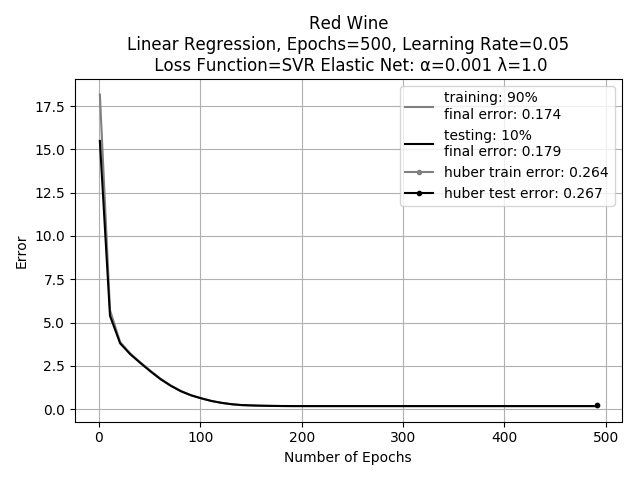 Red Wine
Linear Regression, Epochs=500, Learning Rate=0.05
Loss Function=SVR Elastic Net: α=0.001 λ=1.0
17.5
15.0
12.5
10.0
7.5
5.0
2.5
0.0
Error
training: 90%
final error: 0.174
testing: 10%
final error: 0.179
huber train error: 0.264
huber test error: 0.267
0
100
200
300
400
500
Number of Epochs